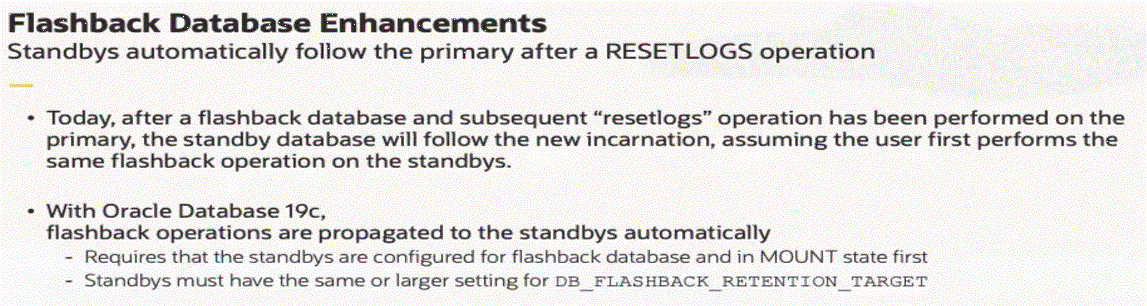 Flashback Database Enhancements
Standbys automatically follow the primary after a RESETLOGS operation
• Today, after a flashback database and subsequent “resetlogs” operation has been performed on the
primary, the standby database will follow the new incarnation, assuming the user first performs the
same flashback operation on the standbys.
• With Oracle Database 19c,
flashback operations are propagated to the standbys automatically
- Requires that the standbys are configured for flashback database and in MOUNT state first
- Standbys must have the same or larger setting for DB_FLASHBACK_RETENTION_TARGET